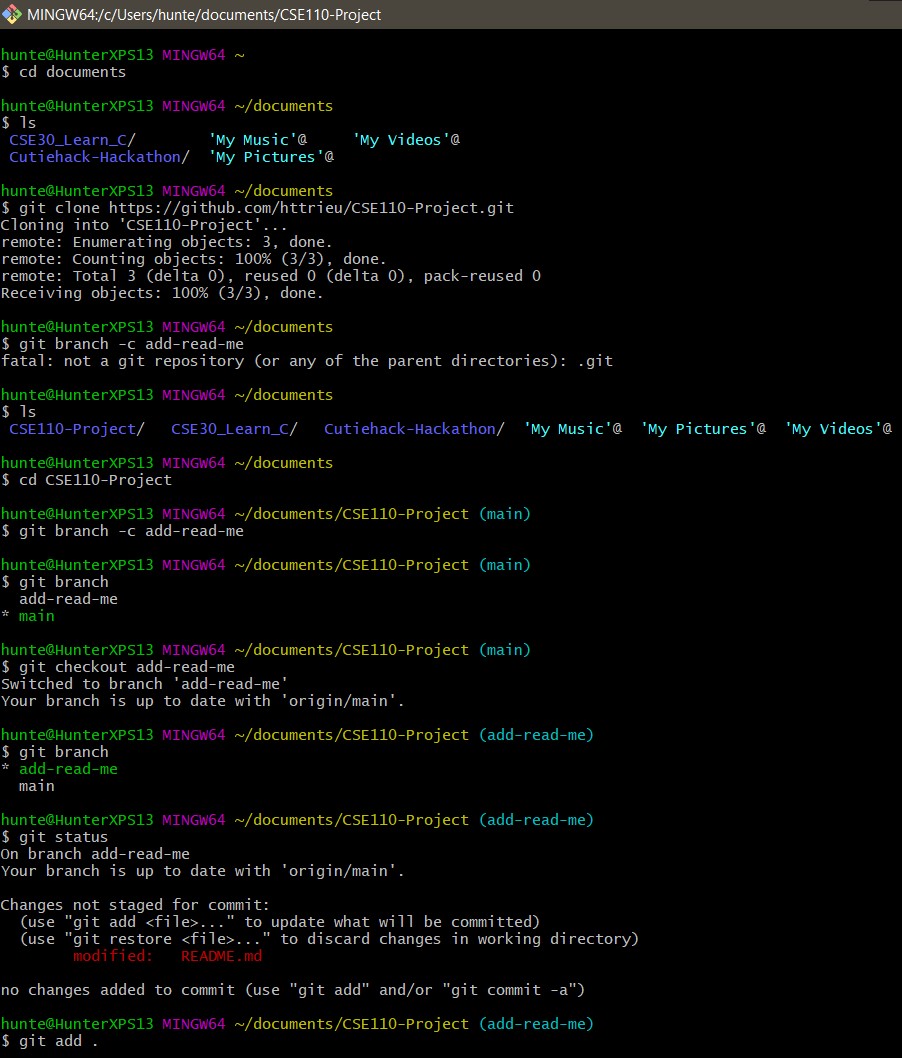 MINGW64:/c/Users/hunte/documents/CSE110-Project
hunte@HunterXPS13 MINGW64 ~
$ cd documents
hunte@HunterXPS13 MINGW64 ~/documents
$ ls
CSE30_Learn_C/ 'My Music'@ 'My Videos'@
Cutiehack-Hackathon/ 'My Pictures'@
hunte@HunterXPS13 MINGW64 ~/documents
$ git clone https://github.com/httrieu/CSE110-Project.git
Cloning into 'CSE110-Project'...
remote: Enumerating objects: 3, done.
remote: Counting objects: 100% (3/3), done.
remote: Total 3 (delta 0), reused 0 (delta 0), pack-reused 0
Receiving objects: 100% (3/3), done.
hunte@HunterXPS13 MINGW64 ~/documents
$ git branch -c add-read-me
fatal: not a git repository (or any of the parent directories): .git
hunte@HunterXPS13 MINGW64 ~/documents
$ ls
CSE110-Project/ CSE30_Learn_C/ Cutiehack-Hackathon/ 'My Music'@ 'My Pictures'@ 'My Videos'@
hunte@HunterXPS13 MINGW64 ~/documents
$ cd CSE110-Project
hunte@HunterXPS13 MINGW64 ~/documents/CSE110-Project (main)
$ git branch -c add-read-me
hunte@HunterXPS13 MINGW64 ~/documents/CSE110-Project (main)
$ git branch
add-read-me
* main
hunte@HunterXPS13 MINGW64 ~/documents/CSE110-Project (main)
$ git checkout add-read-me
Switched to branch 'add-read-me'
Your branch is up to date with 'origin/main'.
hunte@HunterXPS13 MINGW64 ~/documents/CSE110-Project (add-read-me)
$ git branch
* add-read-me
main
hunte@HunterXPS13 MINGW64 ~/documents/CSE110-Project (add-read-me)
$ git status
On branch add-read-me
Your branch is up to date with 'origin/main'.
Changes not staged for commit:
(use "git add <file>..." to update what will be committed)
(use "git restore <file>..." to discard changes in working directory)
modified: README.md
no changes added to commit (use "git add" and/or "git commit -a")
hunte@HunterXPS13 MINGW64 ~/documents/CSE110-Project (add-read-me)
$ git add .